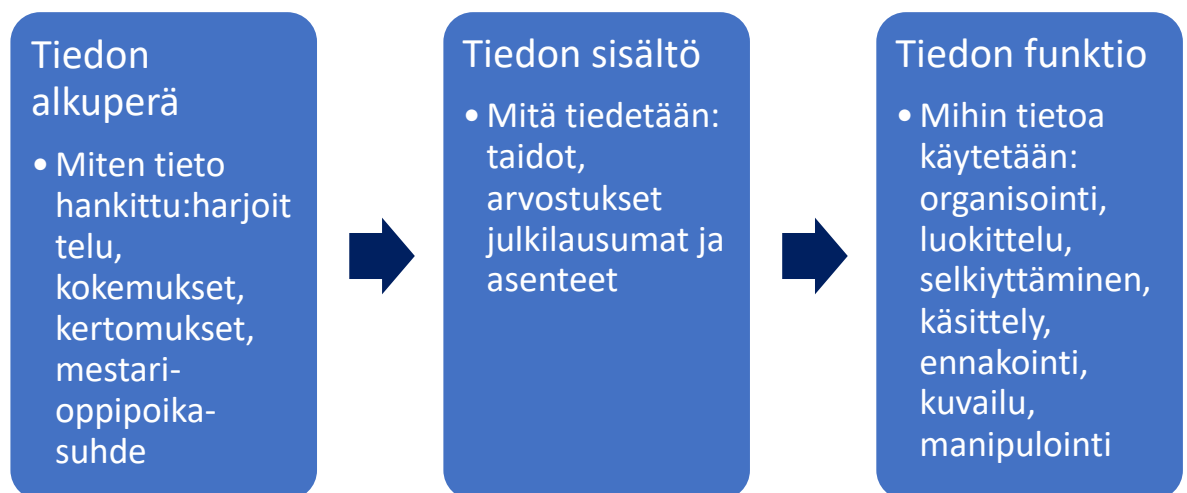 Tiedon
alkuperä
• Miten tieto
hankittu:harjoit
telu,
kokemukset,
kertomukset,
mestari-
oppipoika-
suhde
Tiedon sisältö
• Mitä tiedetään:
taidot,
arvostukset
julkilausumat ja
asenteet
Tiedon funktio
• Mihin tietoa
käytetään:
organisointi,
luokittelu,
selkiyttäminen,
käsittely,
ennakointi,
kuvailu,
manipulointi